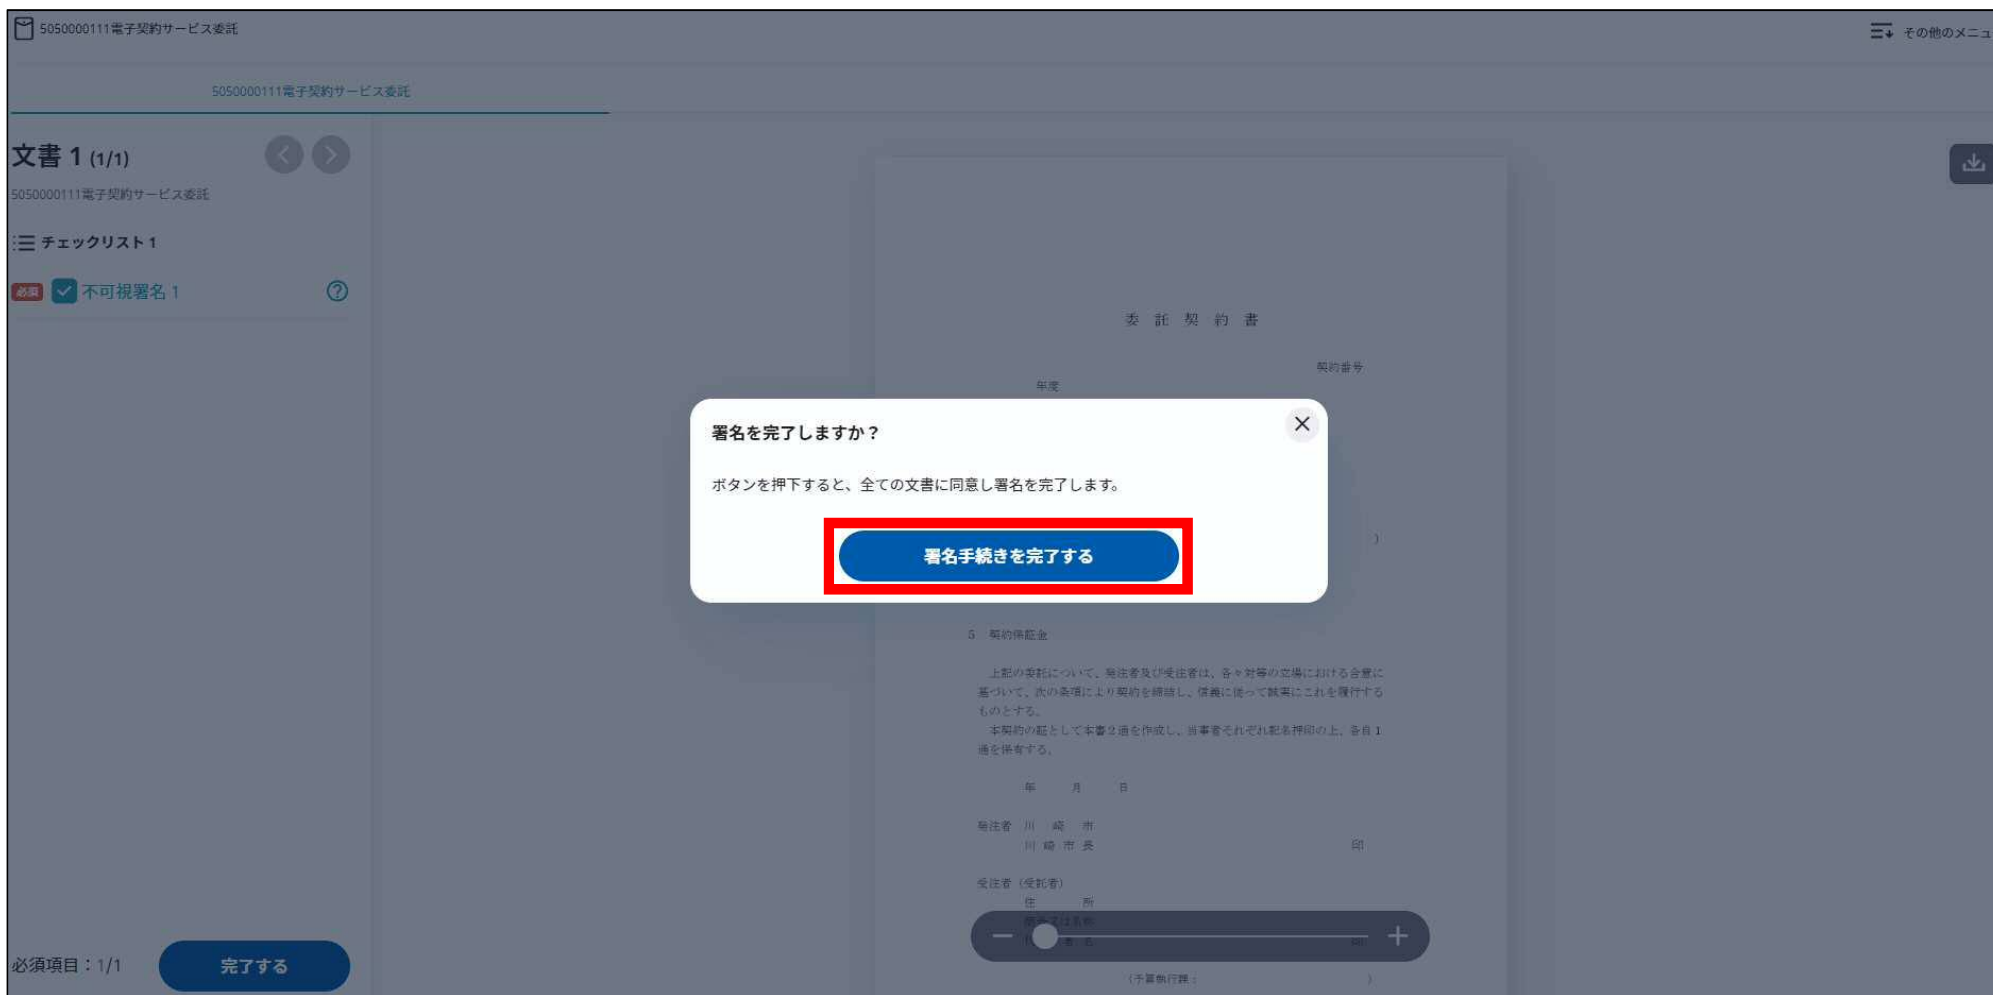 5050000111電子契約サービス委託
その他のメニュ
5050000111電子契約サービス委託
文書 1 (1/1)
5050000111電子契約サービス委託
チェックリスト 1
必須 不可視署名 1
委 託 契 約 書
契約番号
年度
署名を完了しますか？
ボタンを押下すると、全ての文書に同意し署名を完了します。
署名手続きを完了する
）
5 契約保証金
上記の委託について、発注者及び受注者は、各々対等の立場における合意に
基づいて、次の条項により契約を締結し、信義に従って誠実にこれを履行する
ものとする。
本契約の証として本書２通を作成し、当事者それぞれ記名押印の上、各自１
通を保有する。
年 月 日
発注者 川 崎 市
川 崎 市 長 印
受注者（受託者）
住 所
（予算執行課： ）
必須項目：1/1
完了する